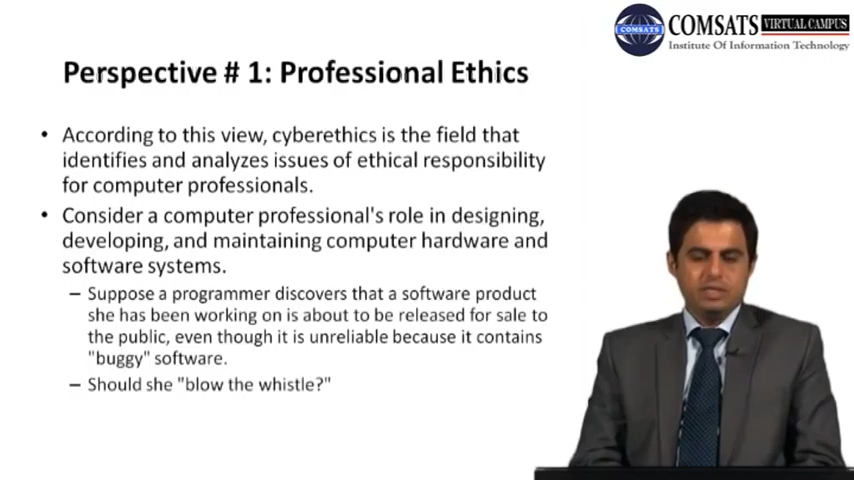 COMSATS VIRTUAL CAMPUS
Institute Of Information Technology
COMSATS
Perspective # 1: Professional Ethics
• According to this view, cyberethics is the field that
identifies and analyzes issues of ethical responsibility
for computer professionals.
• Consider a computer professional's role in designing,
developing, and maintaining computer hardware and
software systems.
– Suppose a programmer discovers that a software product
she has been working on is about to be released for sale to
the public, even though it is unreliable because it contains
"buggy" software.
– Should she "blow the whistle?"